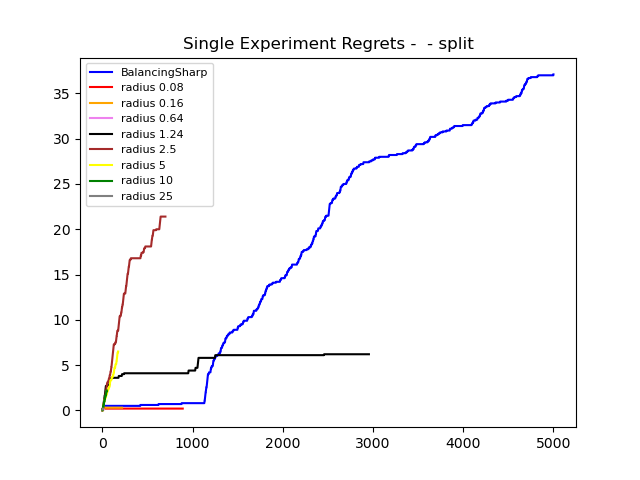 Single Experiment Regrets -  - split
BalancingSharp
radius 0.08
radius 0.16
radius 0.64
radius 1.24
radius 2.5
radius 5
radius 10
radius 25
35
30
25
20
15
10
5
0
0 1000 2000 3000 4000 5000